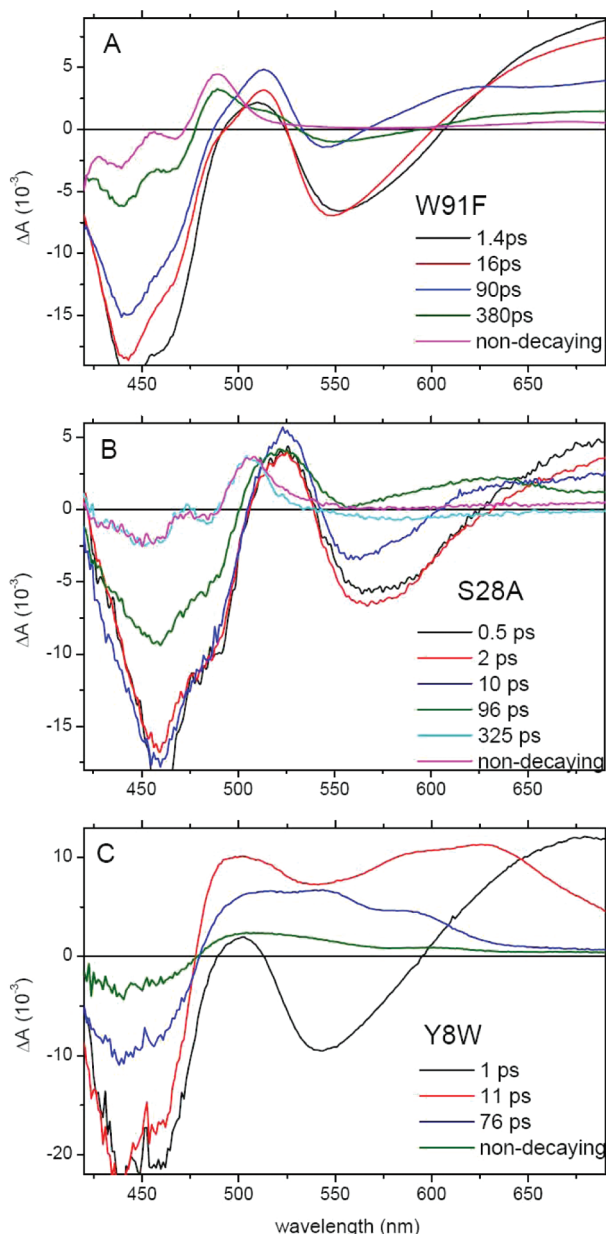 A
5
0
-5
-10
-15
ΔA (10⁻³)
W91F
1.4ps
16ps
90ps
380ps
non-decaying
450 500 550 600 650
B
5
0
-5
-10
-15
ΔA (10⁻³)
S28A
0.5 ps
2 ps
10 ps
96 ps
325 ps
non-decaying
450 500 550 600 650
C
10
0
-10
-20
ΔA (10⁻³)
Y8W
1 ps
11 ps
76 ps
non-decaying
450 500 550 600 650
wavelength (nm)